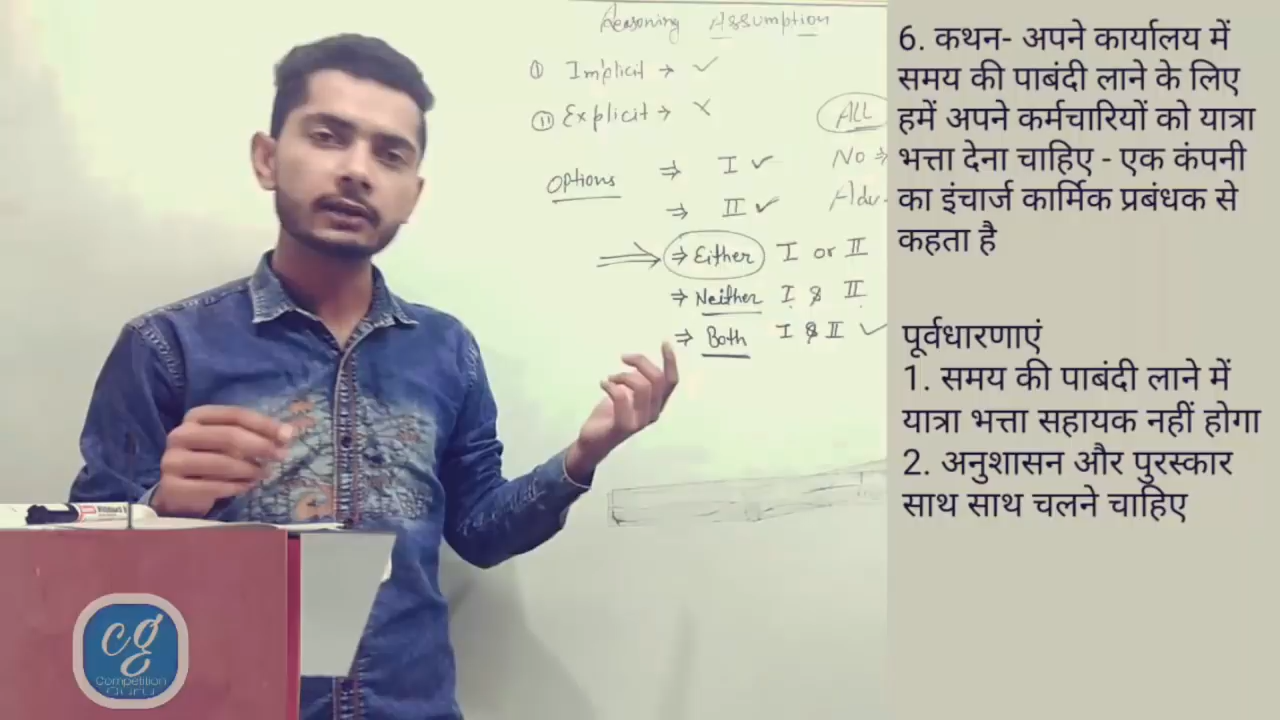 Reasoning Assumption
① Implicit → ✓
⑪ Explicit → ✗
ALL
Options ⇒ I ✓
No ⇒
⇒ II ✓
Adv-
⇒ Either I or II
⇒ Neither I & II
⇒ Both I & II ✓
6. कथन- अपने कार्यालय में
समय की पाबंदी लाने के लिए
हमें अपने कर्मचारियों को यात्रा
भत्ता देना चाहिए - एक कंपनी
का इंचार्ज कार्मिक प्रबंधक से
कहता है
पूर्वधारणाएं
1. समय की पाबंदी लाने में
यात्रा भत्ता सहायक नहीं होगा
2. अनुशासन और पुरस्कार
साथ साथ चलने चाहिए
cg
Competition
Guru